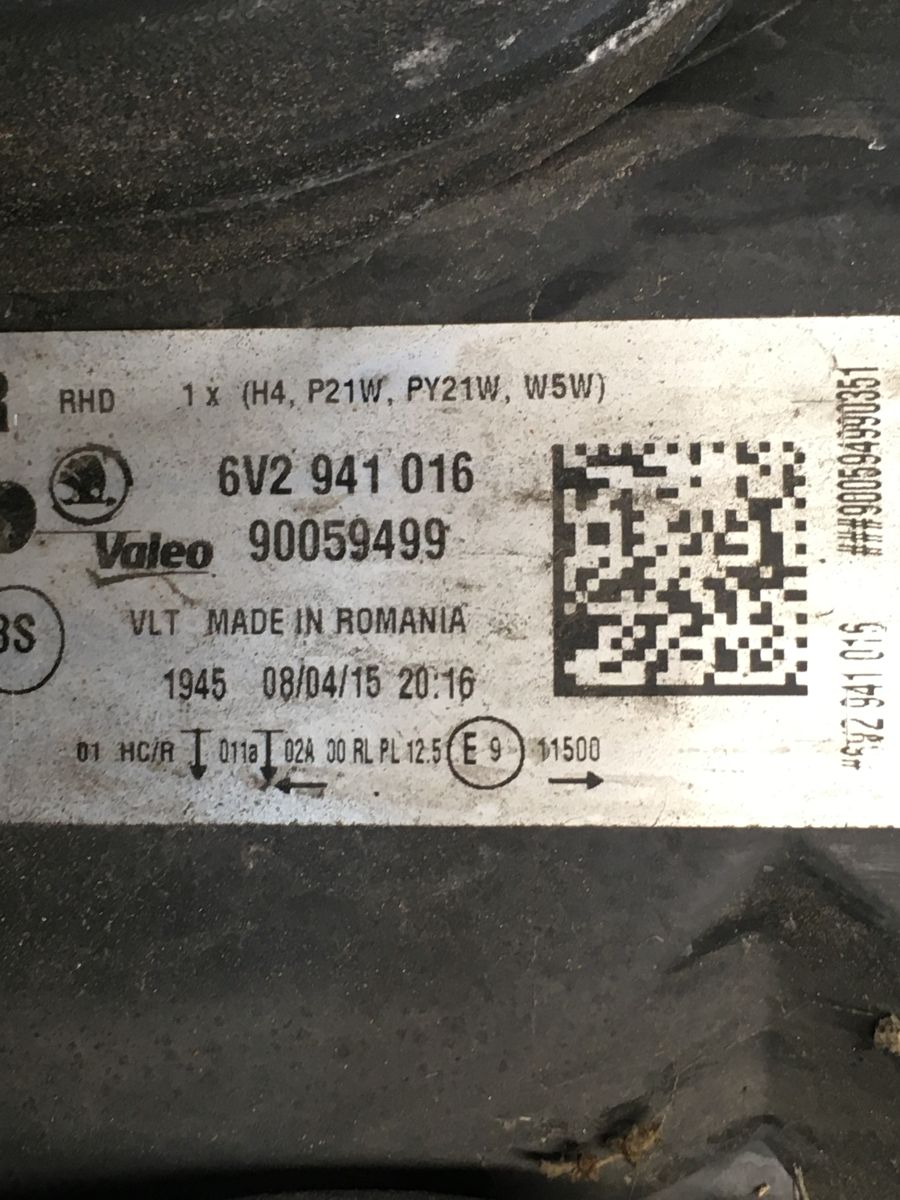 RHD 1 x (H4, P21W, PY21W, W5W)
6V2 941 016
Valeo 90059499
VLT MADE IN ROMANIA
1945 08/04/15 20:16
01 HC/R 011a 02A 00 RL PL 12.5 E 9 11500
###900594990351